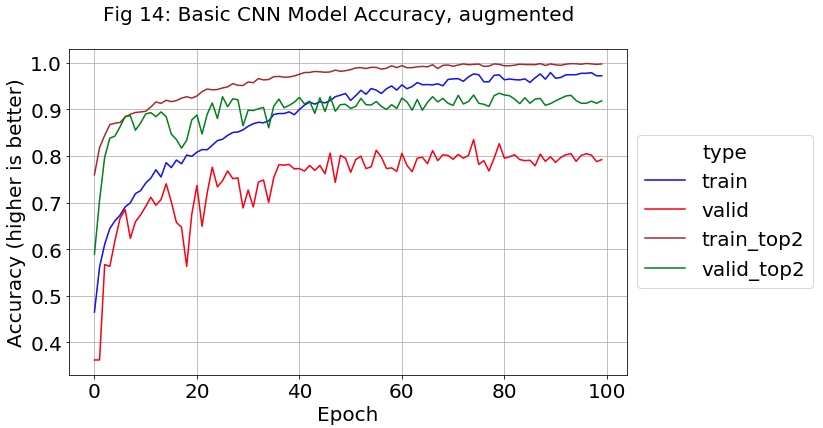 Fig 14: Basic CNN Model Accuracy, augmented
Accuracy (higher is better)
1.0
0.9
0.8
0.7
0.6
0.5
0.4
0 20 40 60 80 100
Epoch
type
train
valid
train_top2
valid_top2